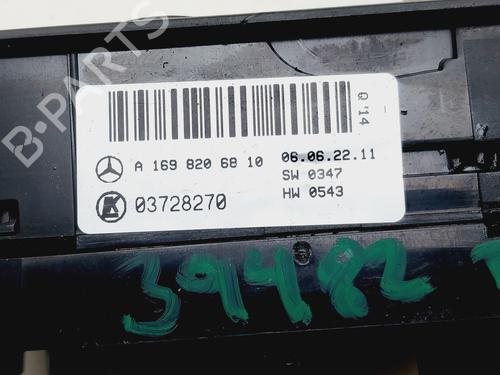 B-PARTS
Q '14
A 169 820 68 10 06.06.22.11
SW 0347
HW 0543
K 03728270
39482